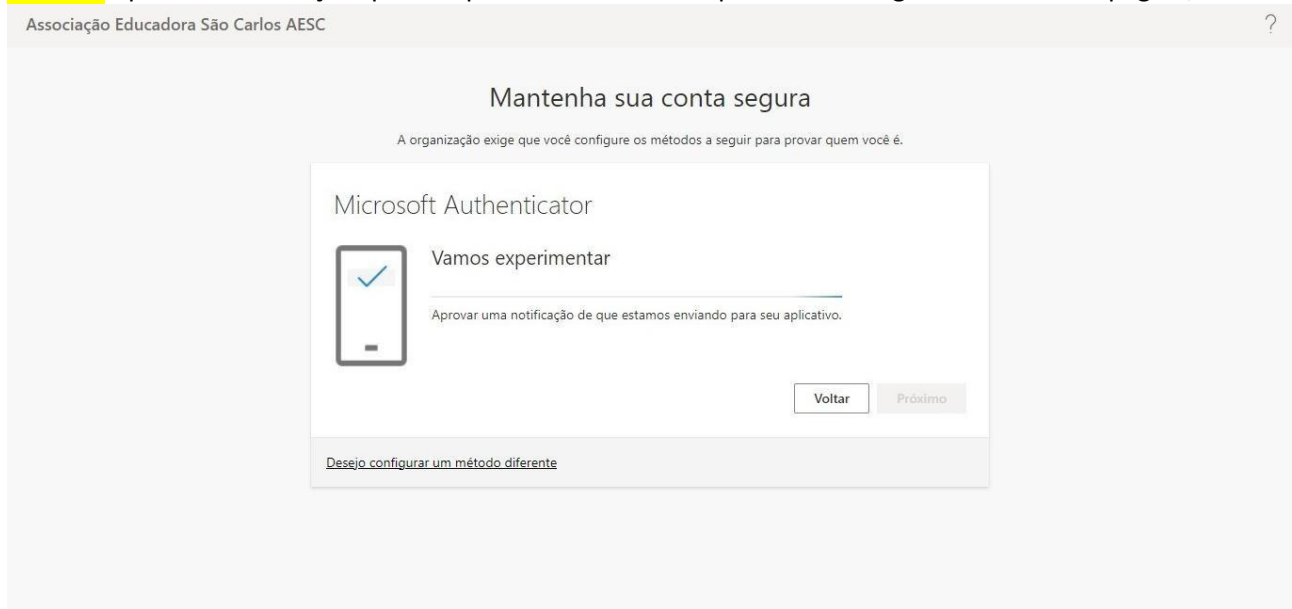 Associação Educadora São Carlos AESC
?
Mantenha sua conta segura
A organização exige que você configure os métodos a seguir para provar quem você é.
Microsoft Authenticator
Vamos experimentar
Aprovar uma notificação de que estamos enviando para seu aplicativo.
Voltar Próximo
Desejo configurar um método diferente